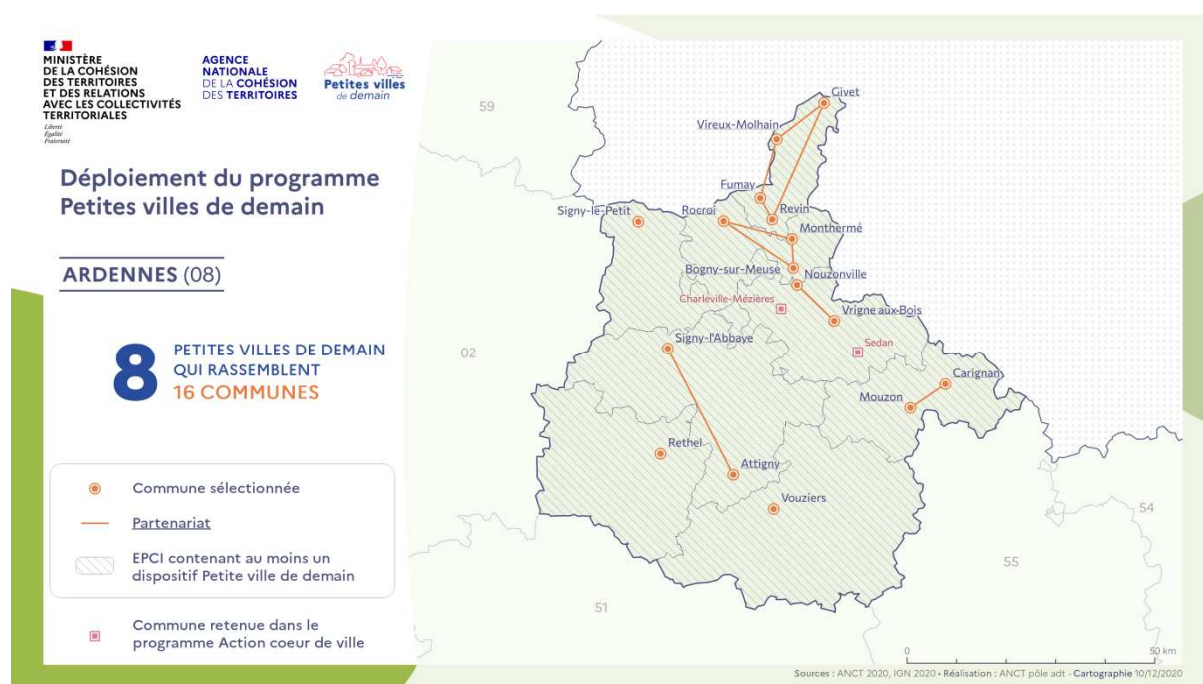 MINISTÈRE
DE LA COHÉSION
DES TERRITOIRES
ET DES RELATIONS
AVEC LES COLLECTIVITÉS
TERRITORIALES
Liberté
Égalité
Fraternité
AGENCE
NATIONALE
DE LA COHÉSION
DES TERRITOIRES
Petites villes
de demain
Déploiement du programme
Petites villes de demain
ARDENNES (08)
8
PETITES VILLES DE DEMAIN
QUI RASSEMBLENT
16 COMMUNES
Commune sélectionnée
Partenariat
EPCI contenant au moins un
dispositif Petite ville de demain
Commune retenue dans le
programme Action coeur de ville
59
Givet
Vireux-Molhain
Fumay
Revin
Signy-le-Petit
Rocroi
Monthermé
Bogny-sur-Meuse
Nouzonville
Charleville-Mézières
Vrigne aux-Bois
02
Signy-l'Abbaye
Sedan
Carignan
Mouzon
Rethel
Attigny
Vouziers
54
55
51
0
50 km
Sources : ANCT 2020, IGN 2020 • Réalisation : ANCT pôle adt - Cartographie 10/12/2020